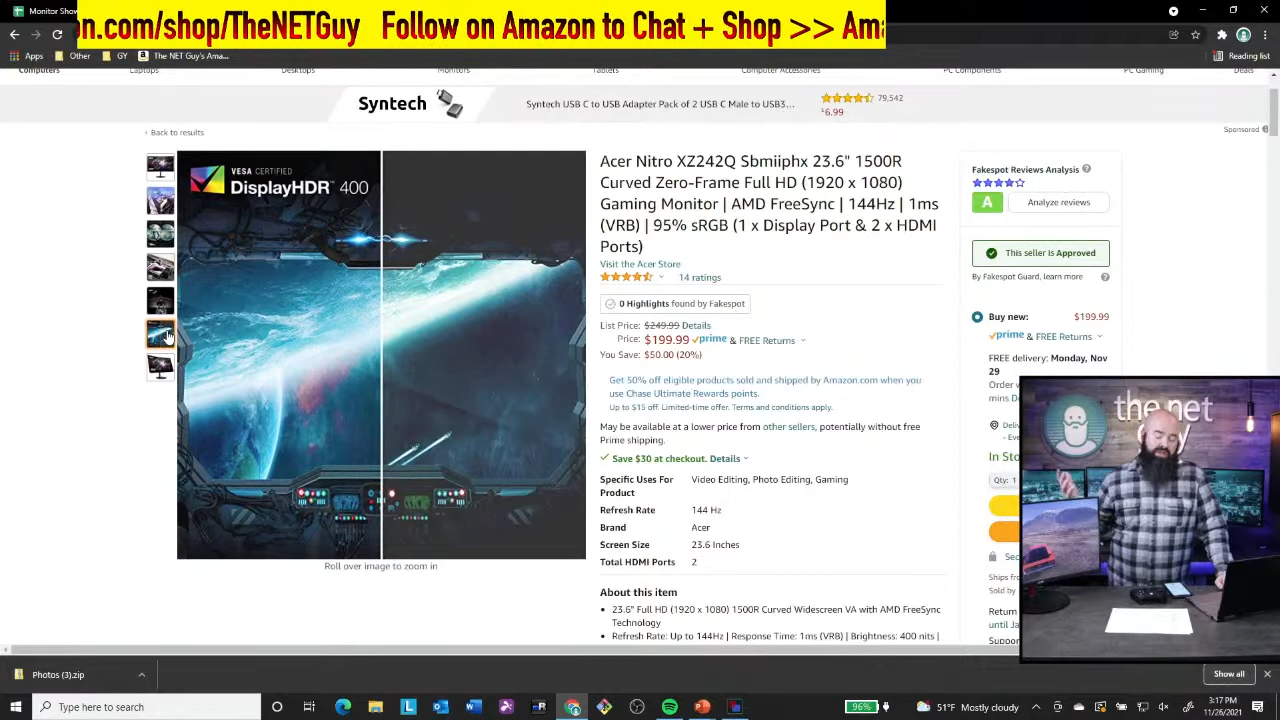 Monitor Show
on.com/shop/TheNETGuy Follow on Amazon to Chat + Shop >> Am
Apps Other GY The NET Guy's Ama... Reading list
Computers Laptops Desktops Monitors Tablets Computer Accessories PC Components PC Gaming Deals
Syntech Syntech USB C to USB Adapter Pack of 2 USB C Male to USB3... 79,542
$6.99
‹ Back to results
Sponsored
VESA CERTIFIED
DisplayHDR™ 400
Roll over image to zoom in
Acer Nitro XZ242Q Sbmiiphx 23.6" 1500R
Curved Zero-Frame Full HD (1920 x 1080)
Gaming Monitor | AMD FreeSync | 144Hz | 1ms
(VRB) | 95% sRGB (1 x Display Port & 2 x HDMI
Ports)
Visit the Acer Store
14 ratings
0 Highlights found by Fakespot
List Price: $249.99 Details
Price: $199.99 prime & FREE Returns
You Save: $50.00 (20%)
Get 50% off eligible products sold and shipped by Amazon.com when you
use Chase Ultimate Rewards points.
Up to $15 off. Limited-time offer. Terms and conditions apply.
May be available at a lower price from other sellers, potentially without free
Prime shipping.
Save $30 at checkout. Details
Specific Uses For Product Video Editing, Photo Editing, Gaming
Refresh Rate 144 Hz
Brand Acer
Screen Size 23.6 Inches
Total HDMI Ports 2
About this item
• 23.6" Full HD (1920 x 1080) 1500R Curved Widescreen VA with AMD FreeSync
Technology
• Refresh Rate: Up to 144Hz | Response Time: 1ms (VRB) | Brightness: 400 nits |
Fakespot Reviews Analysis
A Analyze reviews
This seller is Approved
By Fakespot Guard, learn more
Buy new: $199.99
prime & FREE Returns
FREE delivery: Monday, Nov
29
Order
mins
In Sto
Qty: 1
Sec
Ships f
Sold by
Return
until Ja
Suppo
the net
guy
Photos (3).zip
Show all
Type here to search
96%
51°F Mostly cloudy
3:17 PM
11/26/2021